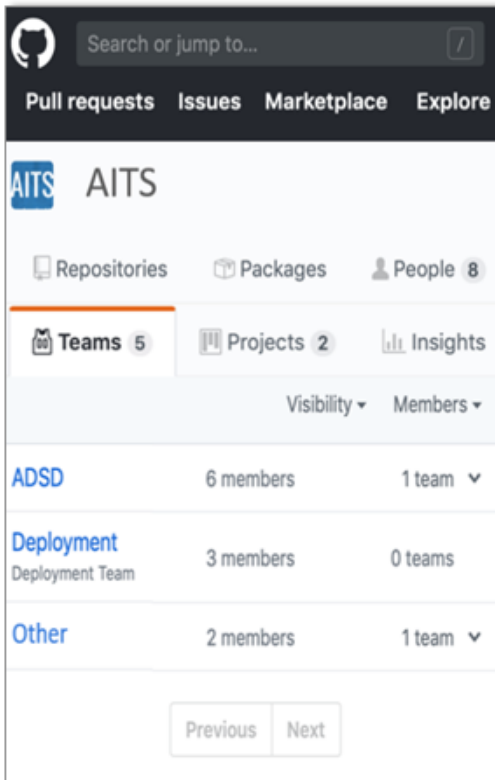 Search or jump to... /
Pull requests Issues Marketplace Explore
AITS AITS
Repositories Packages People 8
Teams 5 Projects 2 Insights
Visibility Members
ADSD 6 members 1 team
Deployment
Deployment Team 3 members 0 teams
Other 2 members 1 team
Previous Next